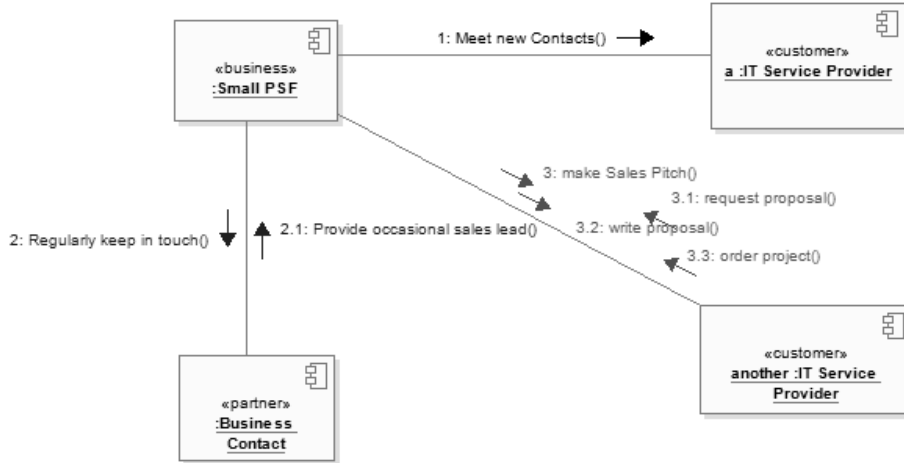 1: Meet new Contacts()
«business»
:Small PSF
«customer»
a :IT Service Provider
3: make Sales Pitch()
3.1: request proposal()
2: Regularly keep in touch()
2.1: Provide occasional sales lead()
3.2: write proposal()
3.3: order project()
«customer»
another :IT Service
Provider
«partner»
:Business
Contact